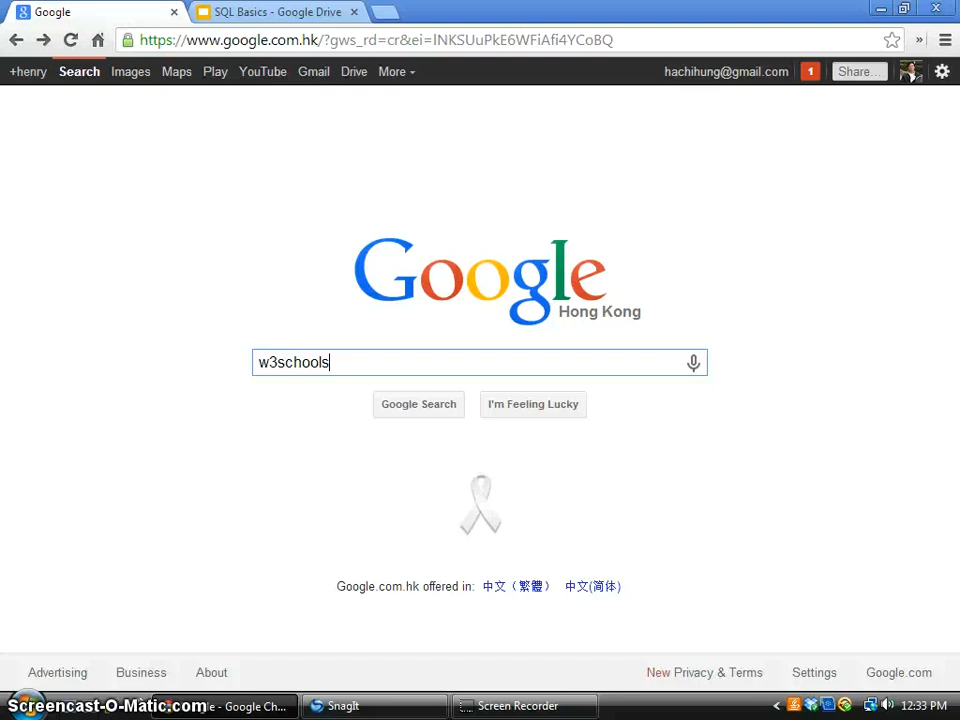 Google
SQL Basics - Google Drive
https://www.google.com.hk/?gws_rd=cr&ei=lNKSUuPkE6WFiAfi4YCoBQ
+henry Search Images Maps Play YouTube Gmail Drive More hachihung@gmail.com 1 Share...
Google
Hong Kong
w3schools
Google Search I'm Feeling Lucky
Google.com.hk offered in: 中文（繁體） 中文(简体)
Advertising Business About New Privacy & Terms Settings Google.com
Screencast-O-Matic.com
le - Google Ch... SnagIt Screen Recorder 12:33 PM